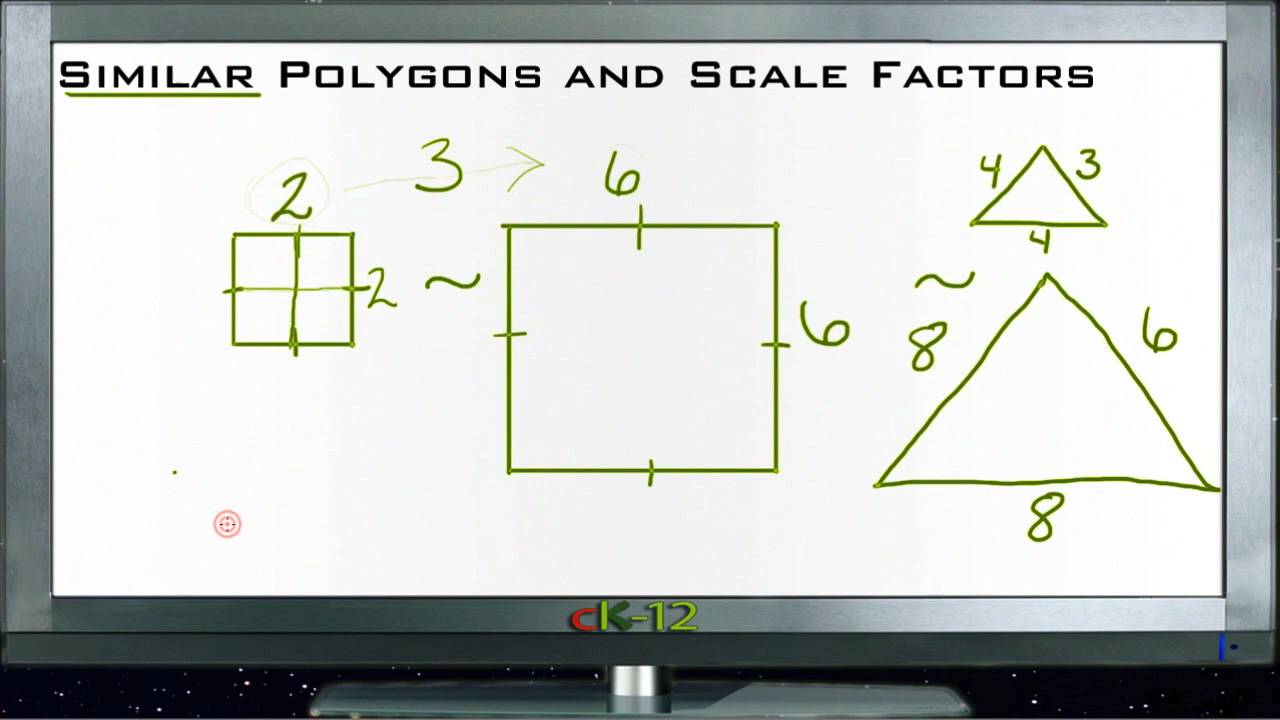 SIMILAR POLYGONS AND SCALE FACTORS
2 3 6
2 ~ 6
4 3
4
~
8 6
8
cK-12